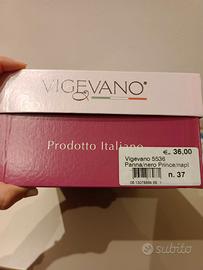 VIGEVANO®
Prodotto Italiano
€. 36,00
Vigevano 5536
Panna/nero Prince/napl
n. 37
subito